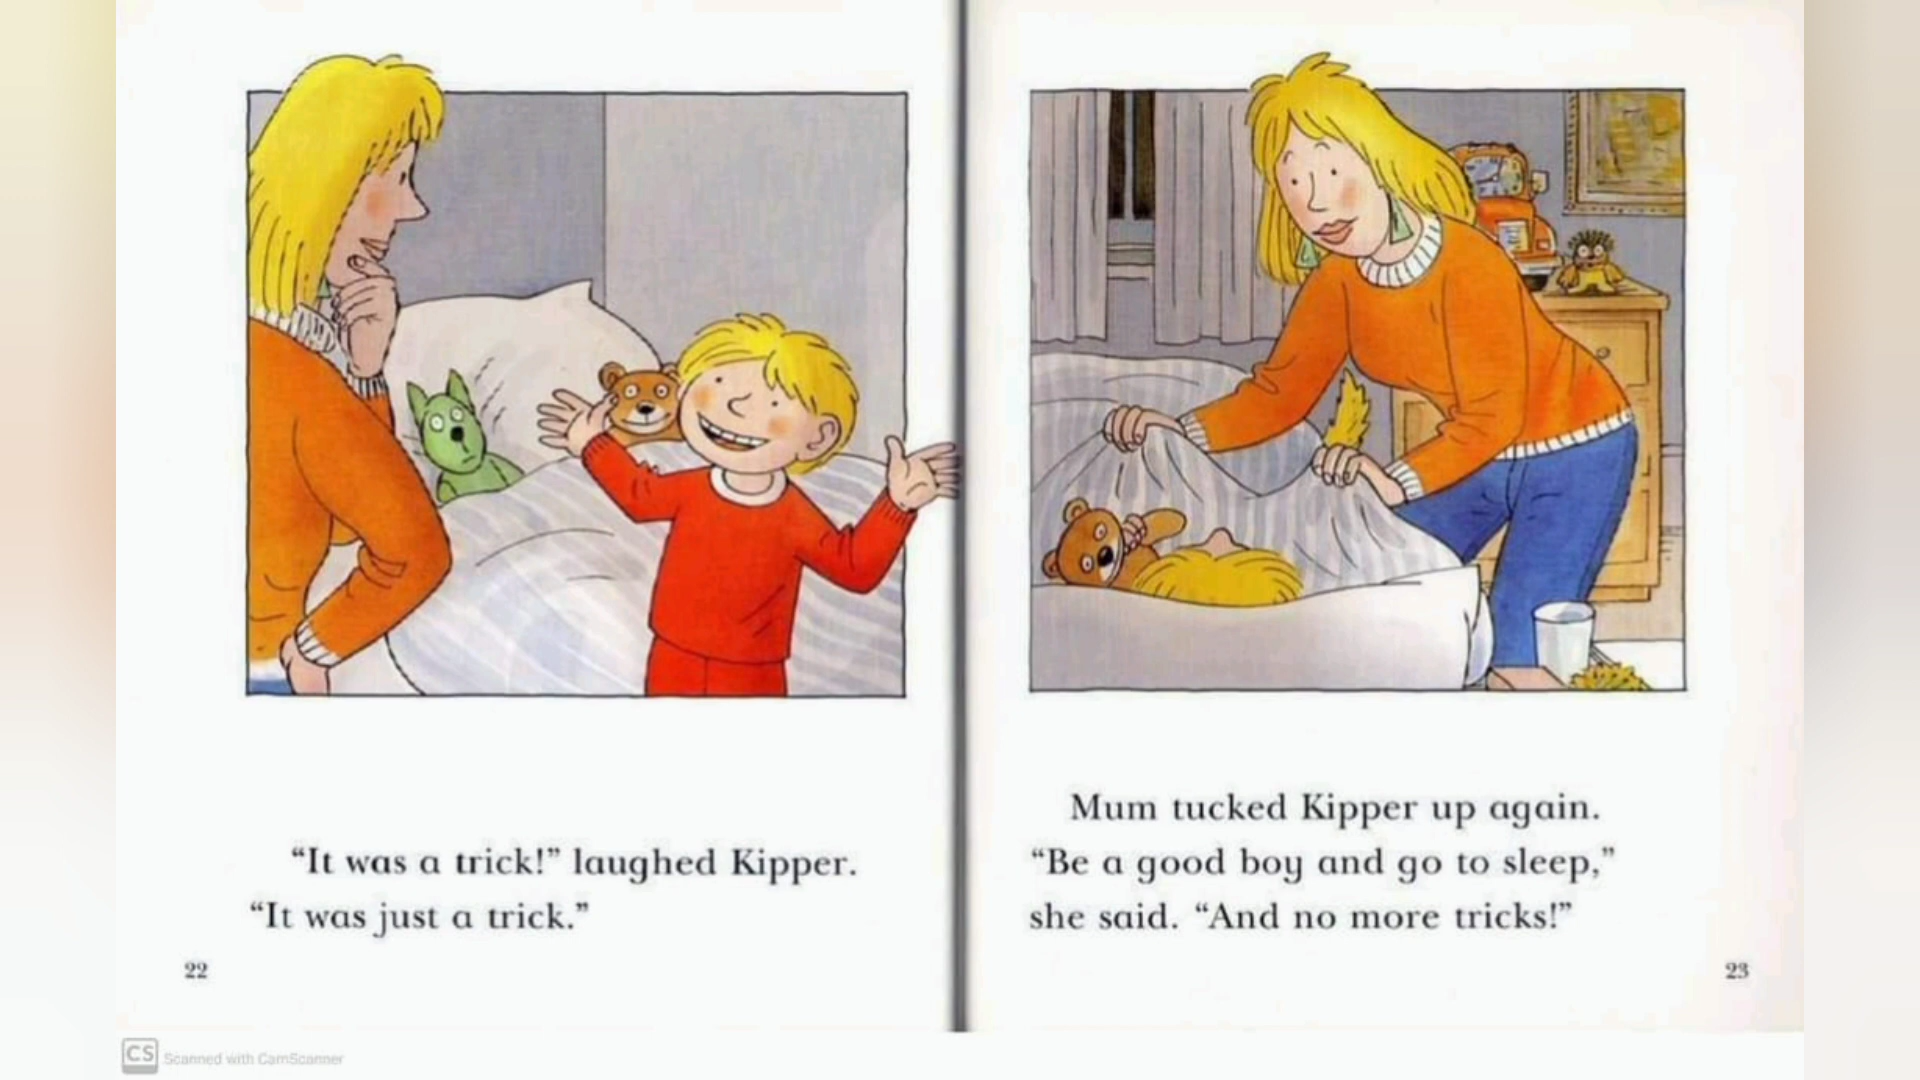 “It was a trick!” laughed Kipper.
“It was just a trick.”
22
Mum tucked Kipper up again.
“Be a good boy and go to sleep,”
she said. “And no more tricks!”
23
CS Scanned with CamScanner